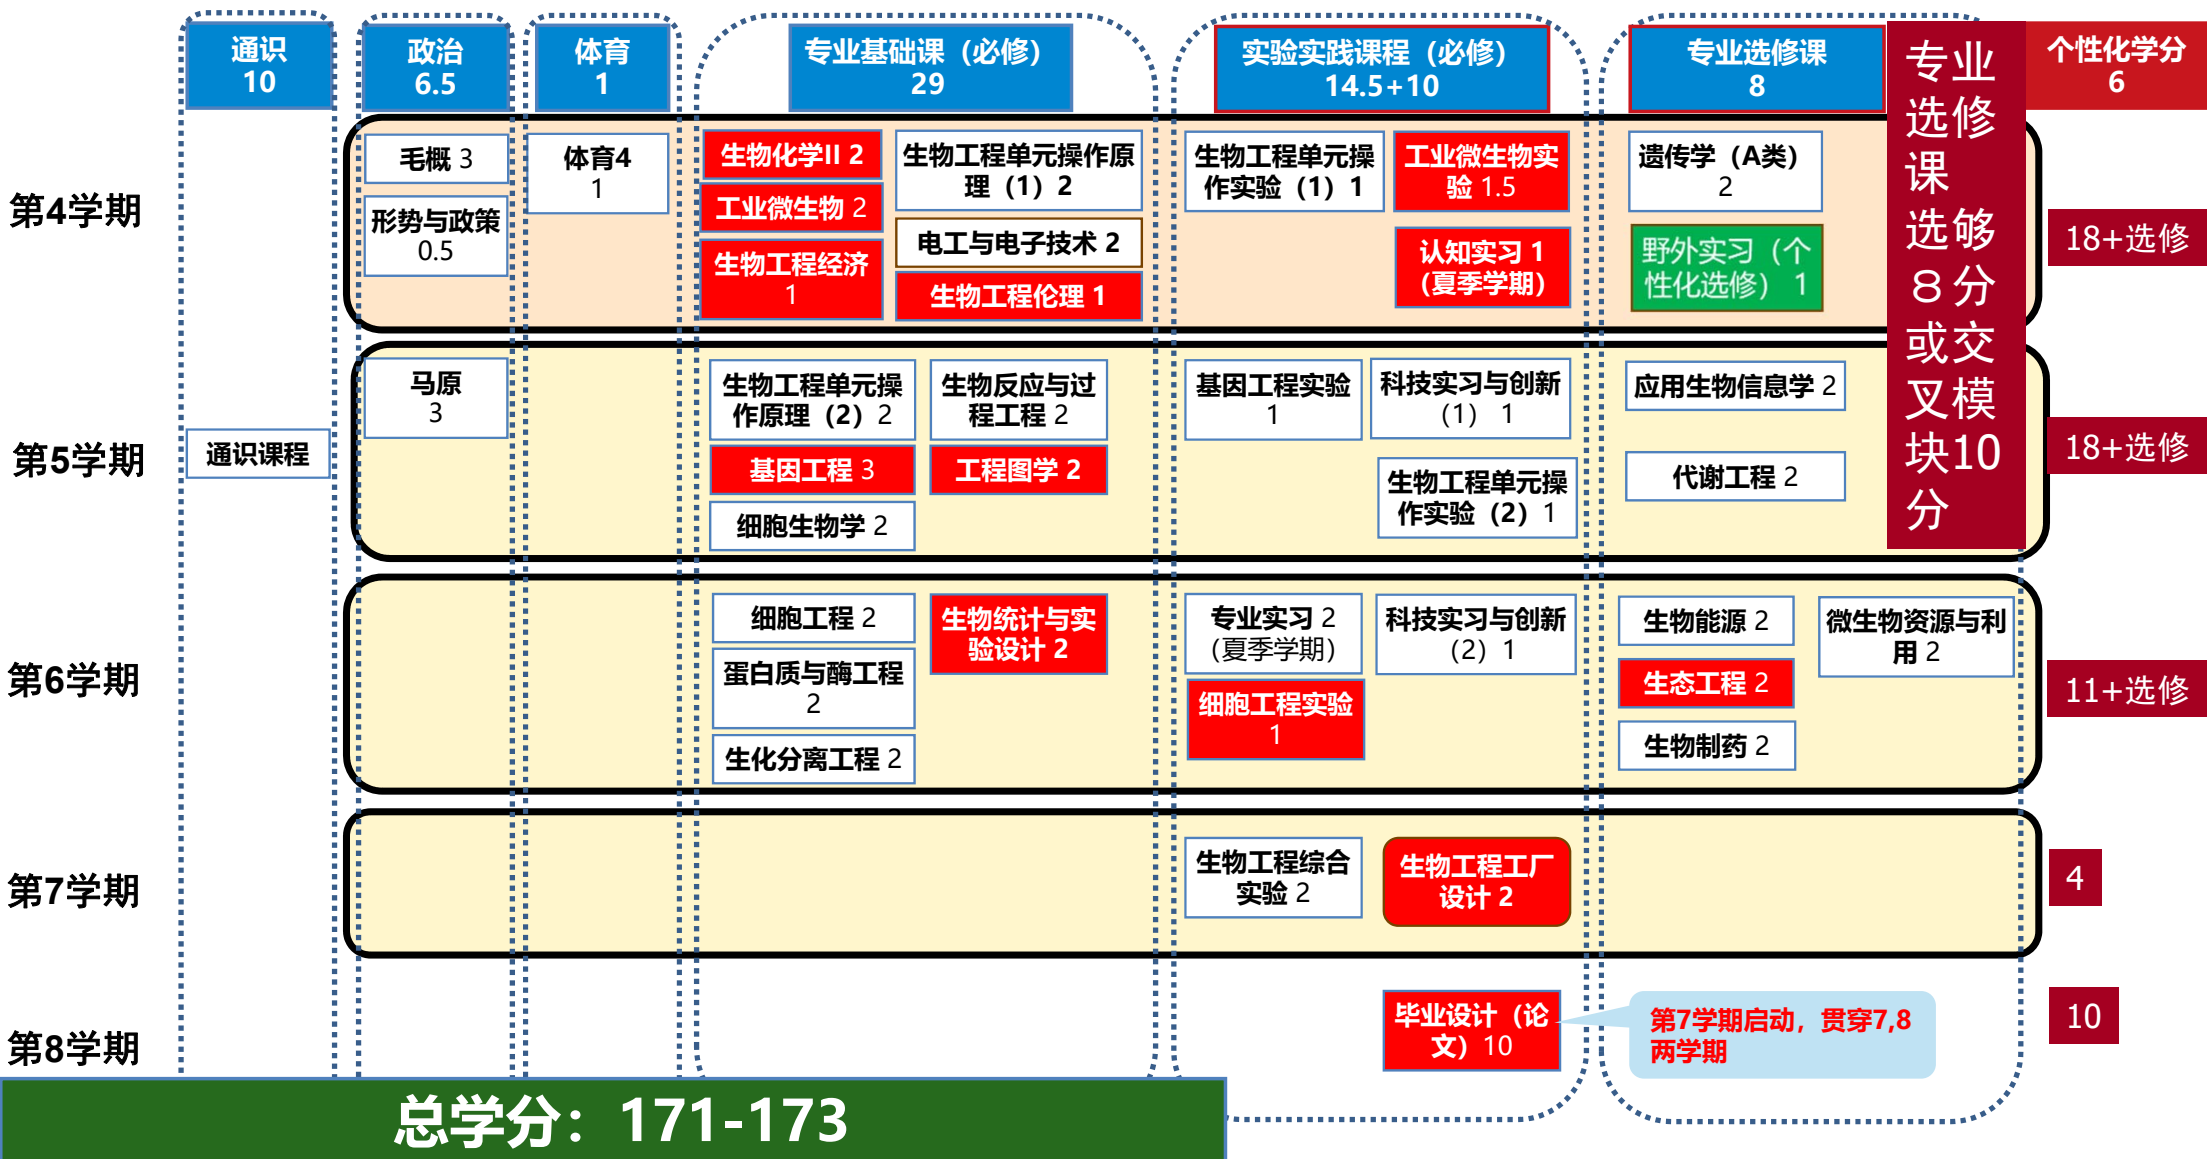 通识
10
政治
6.5
体育
1
专业基础课（必修）
29
实验实践课程（必修）
14.5+10
专业选修课
8
专业
选修
课
选够
8分
或交
叉模
块10
分
个性化学分
6
第4学期
毛概 3
形势与政策
0.5
体育4
1
生物化学II 2
工业微生物 2
生物工程经济
1
生物工程单元操作原
理（1）2
电工与电子技术 2
生物工程伦理 1
生物工程单元操
作实验（1）1
工业微生物实
验 1.5
认知实习 1
（夏季学期）
遗传学（A类）
2
野外实习（个
性化选修） 1
18+选修
第5学期
通识课程
马原
3
生物工程单元操
作原理（2）2
基因工程 3
细胞生物学 2
生物反应与过
程工程 2
工程图学 2
基因工程实验
1
科技实习与创新
（1） 1
生物工程单元操
作实验（2）1
应用生物信息学 2
代谢工程 2
18+选修
第6学期
细胞工程 2
蛋白质与酶工程
2
生化分离工程 2
生物统计与实
验设计 2
专业实习 2
（夏季学期）
细胞工程实验
1
科技实习与创新
（2）1
生物能源 2
生态工程 2
生物制药 2
微生物资源与利
用 2
11+选修
第7学期
生物工程综合
实验 2
生物工程工厂
设计 2
4
第8学期
毕业设计（论
文）10
第7学期启动，贯穿7,8
两学期
10
总学分：171-173